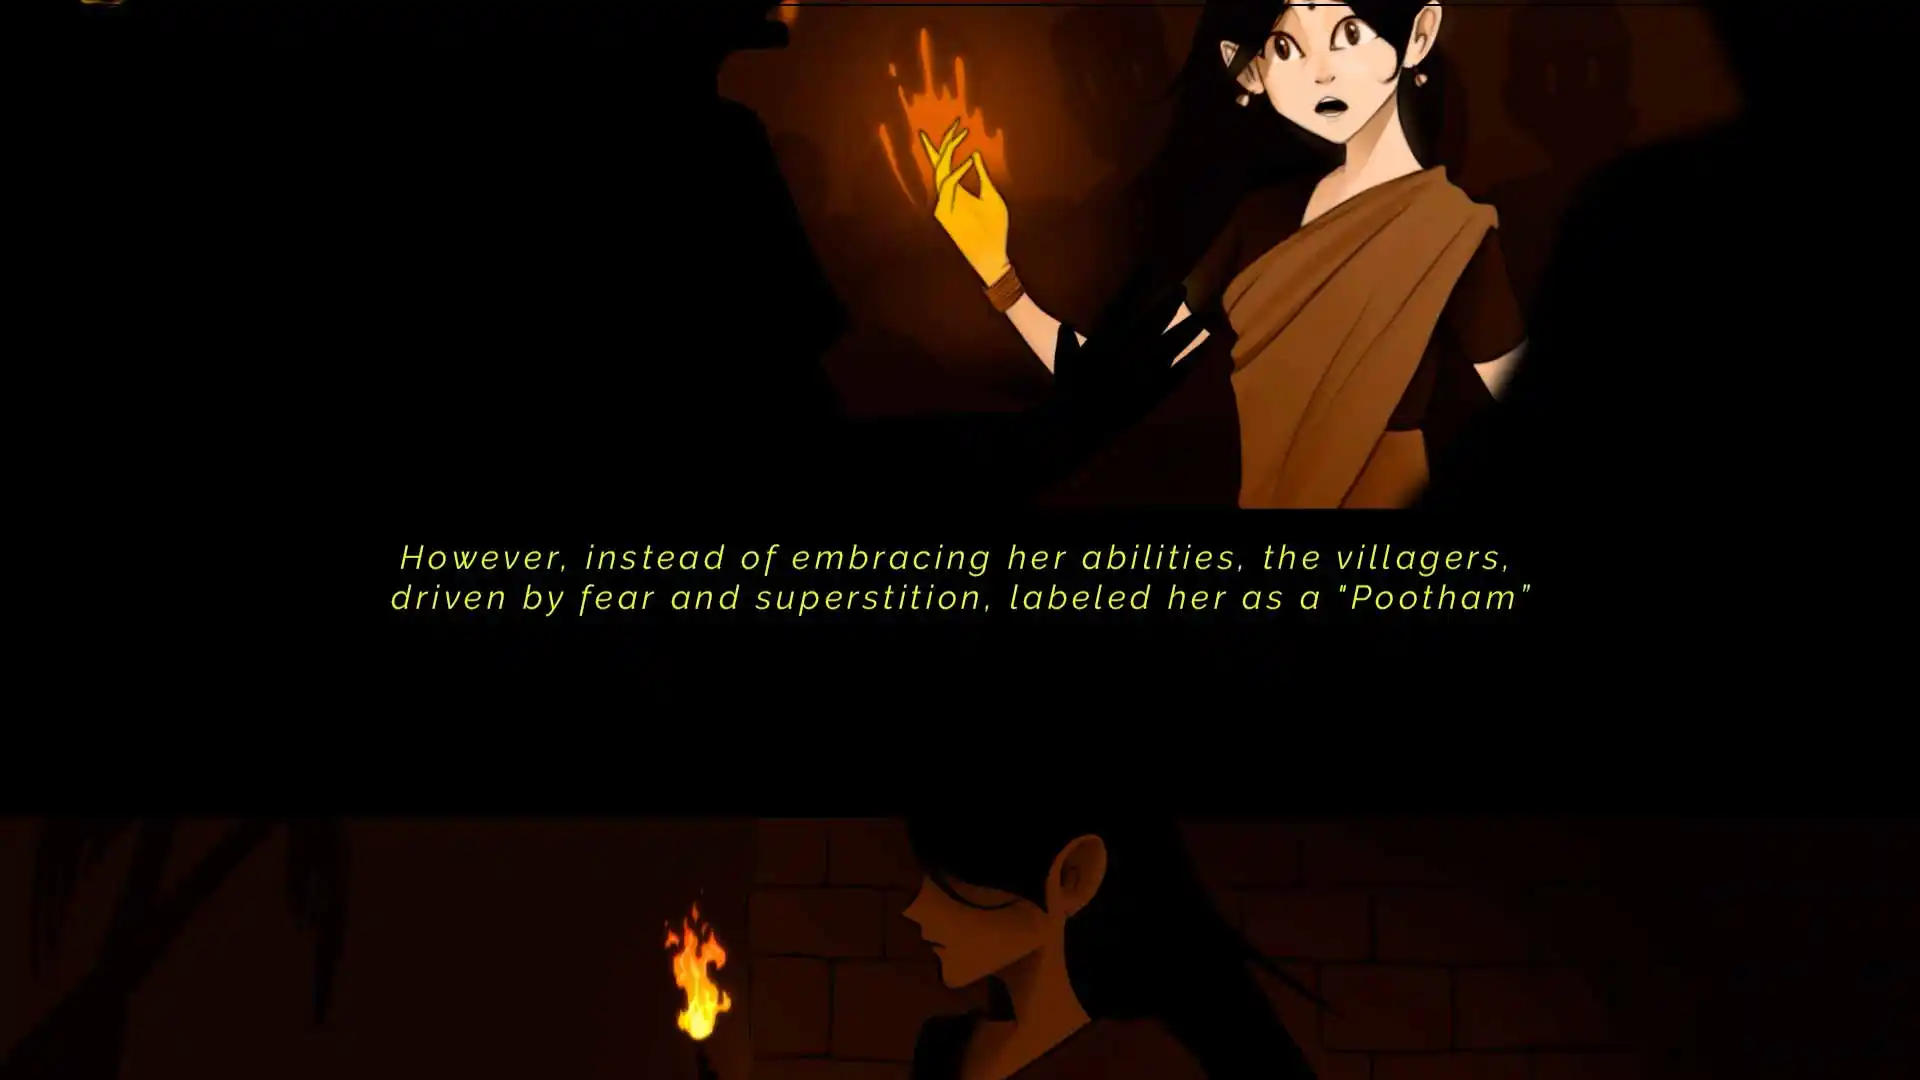 However, instead of embracing her abilities, the villagers,
driven by fear and superstition, labeled her as a "Pootham”